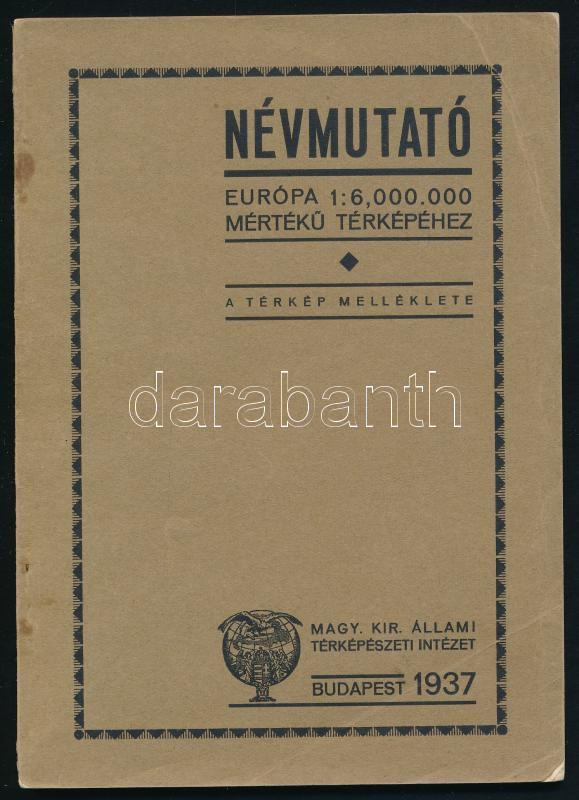 NÉVMUTATÓ
EURÓPA 1:6,000.000
MÉRTÉKŰ TÉRKÉPÉHEZ
A TÉRKÉP MELLÉKLETE
darabanth
MAGY. KIR. ÁLLAMI
TÉRKÉPÉSZETI INTÉZET
BUDAPEST 1937